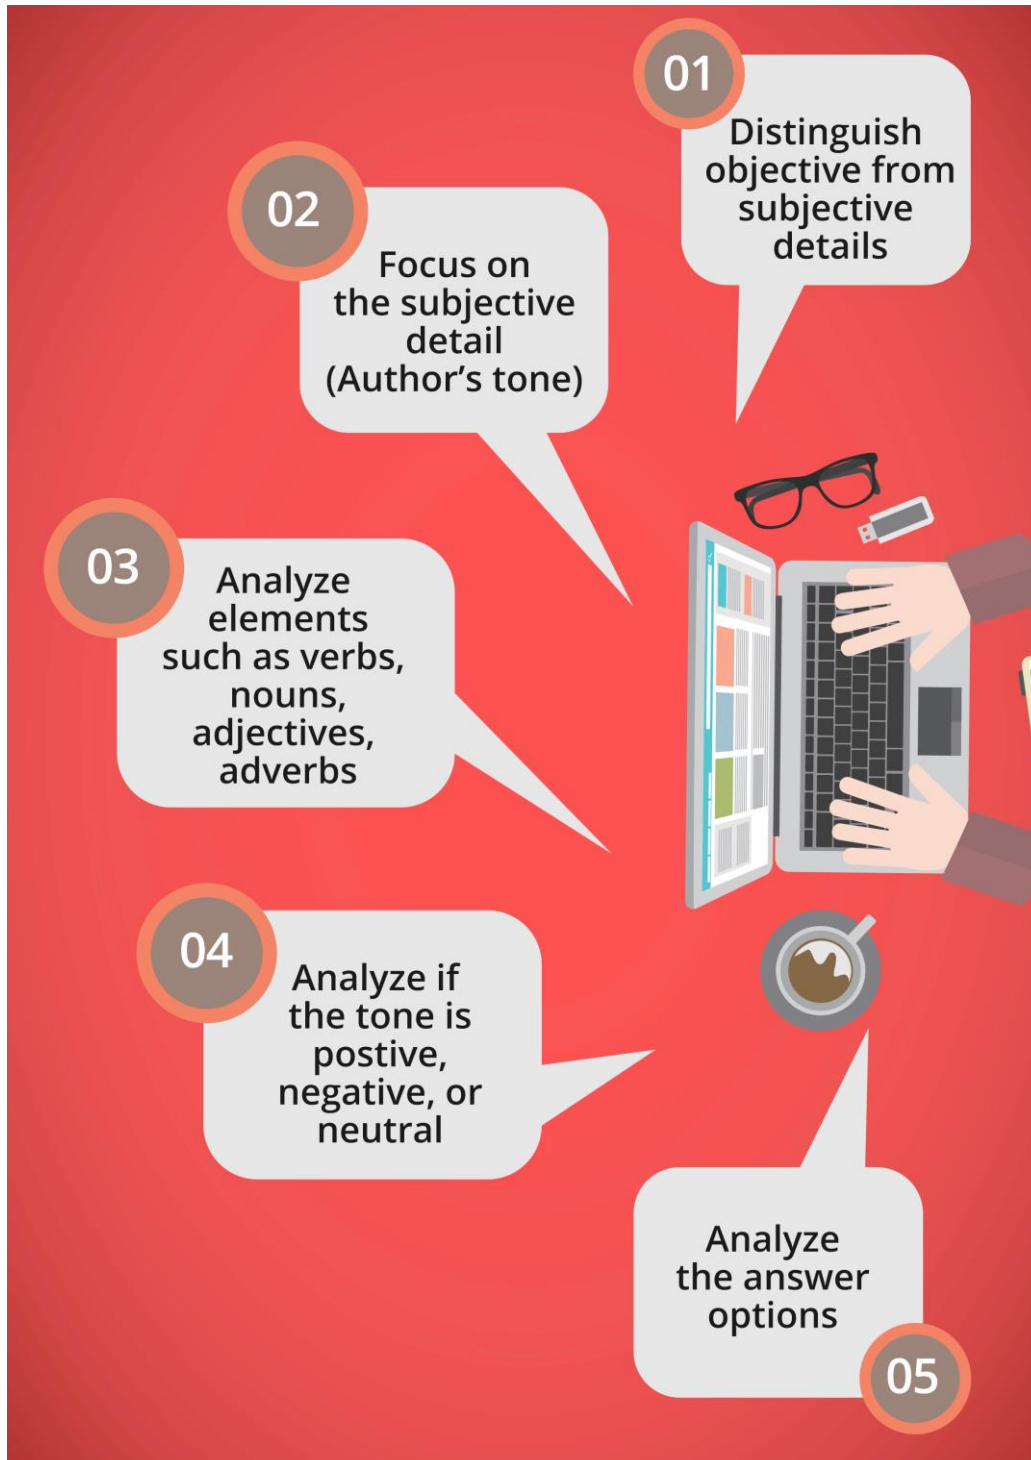 01
Distinguish
objective from
subjective
details
02
Focus on
the subjective
detail
(Author's tone)
03
Analyze
elements
such as verbs,
nouns,
adjectives,
adverbs
04
Analyze if
the tone is
postive,
negative, or
neutral
Analyze
the answer
options
05